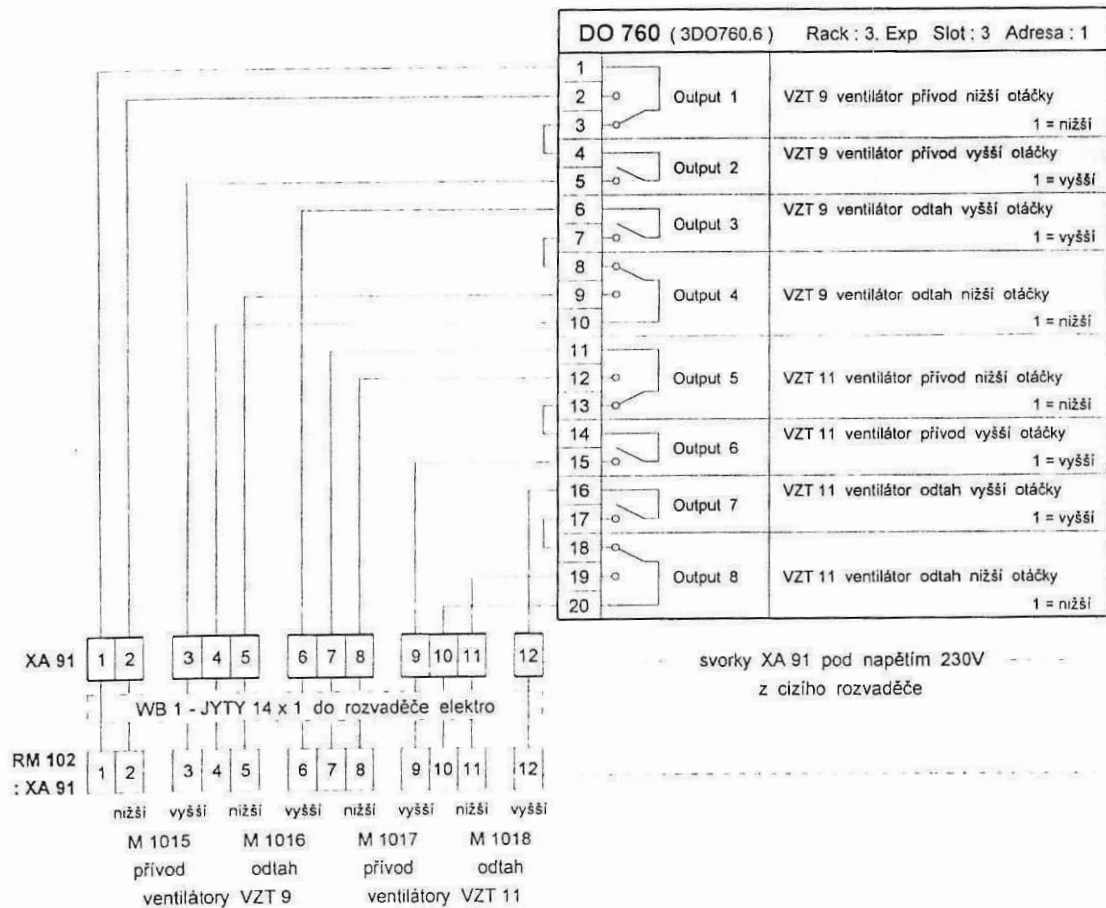 DO 760 ( 3DO760.6 ) Rack : 3. Exp Slot : 3 Adresa : 1
1
2 Output 1 VZT 9 ventilátor přívod nižší otáčky
3 1 = nižší
4 VZT 9 ventilátor přívod vyšší otáčky
Output 2
5 1 = vyšší
6 VZT 9 ventilátor odtah vyšší otáčky
Output 3
7 1 = vyšší
8
9 Output 4 VZT 9 ventilátor odtah nižší otáčky
10 1 = nižší
11
12 Output 5 VZT 11 ventilátor přívod nižší otáčky
13 1 = nižší
14 VZT 11 ventilátor přívod vyšší otáčky
Output 6
15 1 = vyšší
16 VZT 11 ventilátor odtah vyšší otáčky
Output 7
17 1 = vyšší
18
19 Output 8 VZT 11 ventilátor odtah nižší otáčky
20 1 = nižší
XA 91 1 2 3 4 5 6 7 8 9 10 11 12
svorky XA 91 pod napětím 230V
z cizího rozvaděče
WB 1 - JYTY 14 x 1 do rozvaděče elektro
RM 102
: XA 91
1 2 3 4 5 6 7 8 9 10 11 12
nižší vyšší nižší vyšší nižší vyšší nižší vyšší
M 1015 M 1016 M 1017 M 1018
přívod odtah přívod odtah
ventilátory VZT 9 ventilátory VZT 11